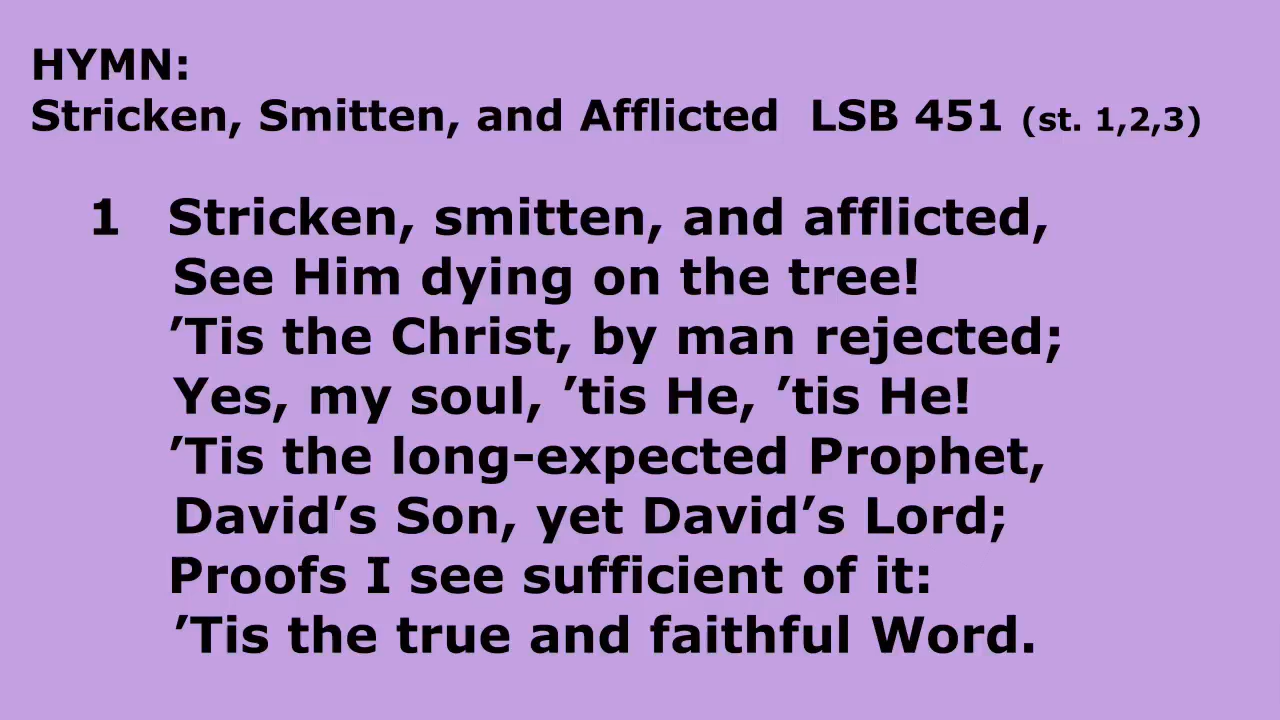 HYMN:
Stricken, Smitten, and Afflicted  LSB 451 (st. 1,2,3)
1 Stricken, smitten, and afflicted,
See Him dying on the tree!
’Tis the Christ, by man rejected;
Yes, my soul, ’tis He, ’tis He!
’Tis the long-expected Prophet,
David’s Son, yet David’s Lord;
Proofs I see sufficient of it:
’Tis the true and faithful Word.